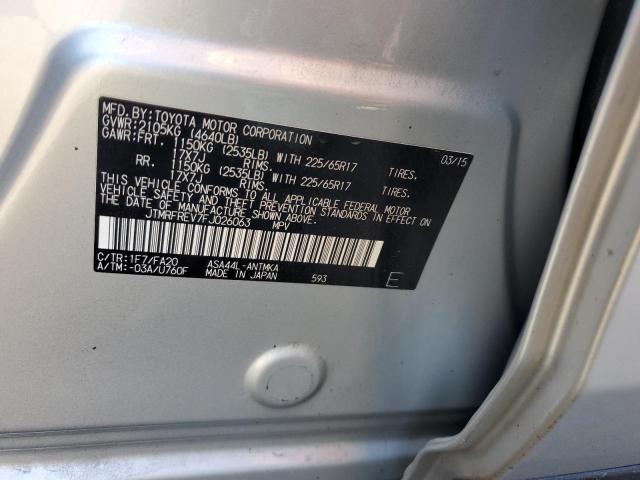 MFD.BY:TOYOTA MOTOR CORPORATION 03/15
GVWR:2105KG (4640LB)
GAWR:FRT. 1150KG (2535LB) WITH 225/65R17 TIRES.
17X7J RIMS.
RR. 1150KG (2535LB) WITH 225/65R17 TIRES.
17X7J RIMS.
THIS VEHICLE CONFORMS TO ALL APPLICABLE FEDERAL MOTOR
VEHICLE SAFETY, BUMPER, AND THEFT PREVENTION STANDARDS IN EFFECT ON
THE DATE OF MANUFACTURE SHOWN ABOVE.
JTMRFREV7FJ026063 MPV
C/TR:1F7/FA20 ASA44L-ANTMKA
A/TM:-03A/U760F MADE IN JAPAN 593 E